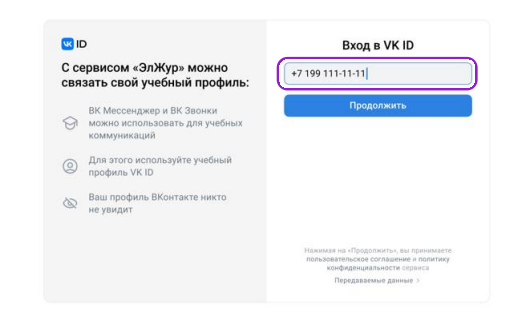 VK ID
С сервисом «ЭлЖур» можно
связать свой учебный профиль:
ВК Мессенджер и ВК Звонки
можно использовать для учебных
коммуникаций
Для этого используйте учебный
профиль VK ID
Ваш профиль ВКонтакте никто
не увидит
Вход в VK ID
+7 199 111-11-11
Продолжить
Нажимая на «Продолжить», вы принимаете
пользовательское соглашение и политику
конфиденциальности сервиса
Передаваемые данные >